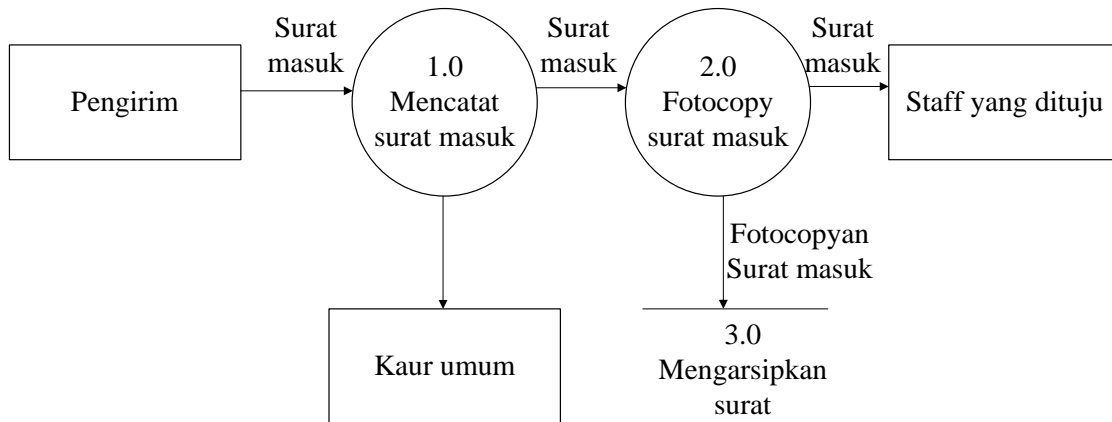 Pengirim
Surat
masuk
1.0
Mencatat
surat masuk
Surat
masuk
2.0
Fotocopy
surat masuk
Surat
masuk
Staff yang dituju
Fotocopyan
Surat masuk
Kaur umum
3.0
Mengarsipkan
surat